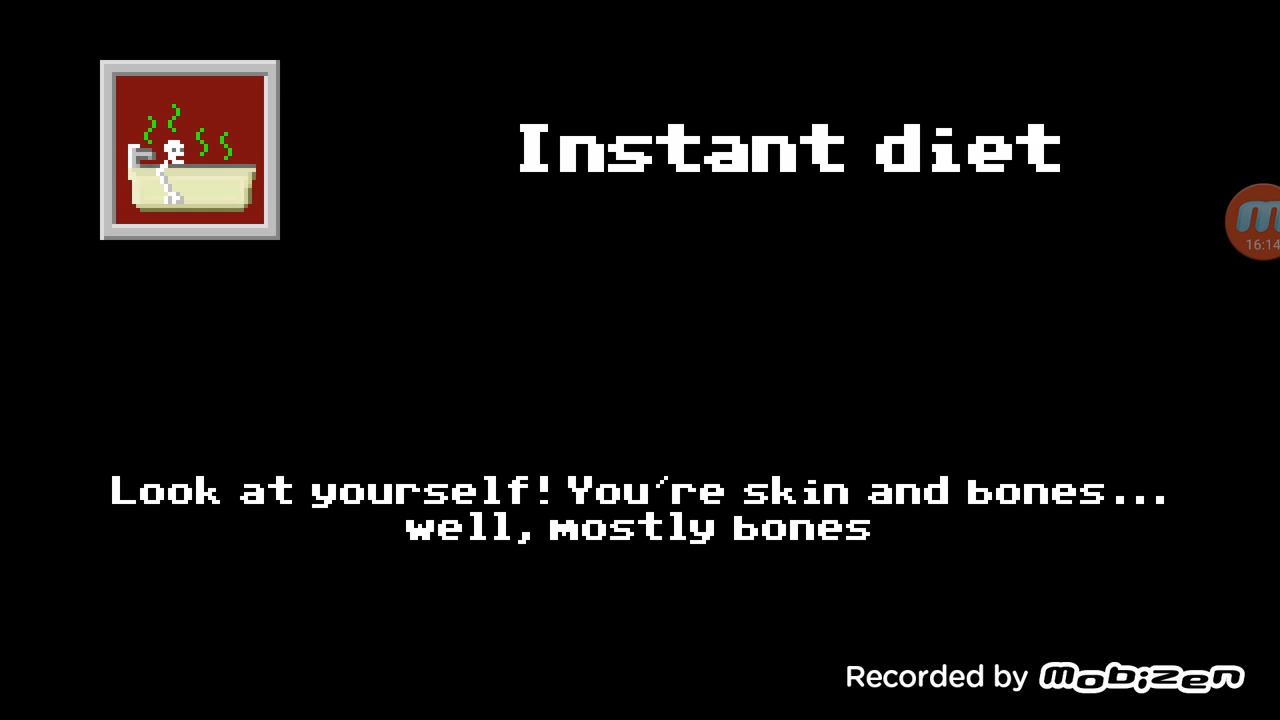 Instant diet
16:14
Look at yourself! You're skin and bones...
well, mostly bones
Recorded by mobizen